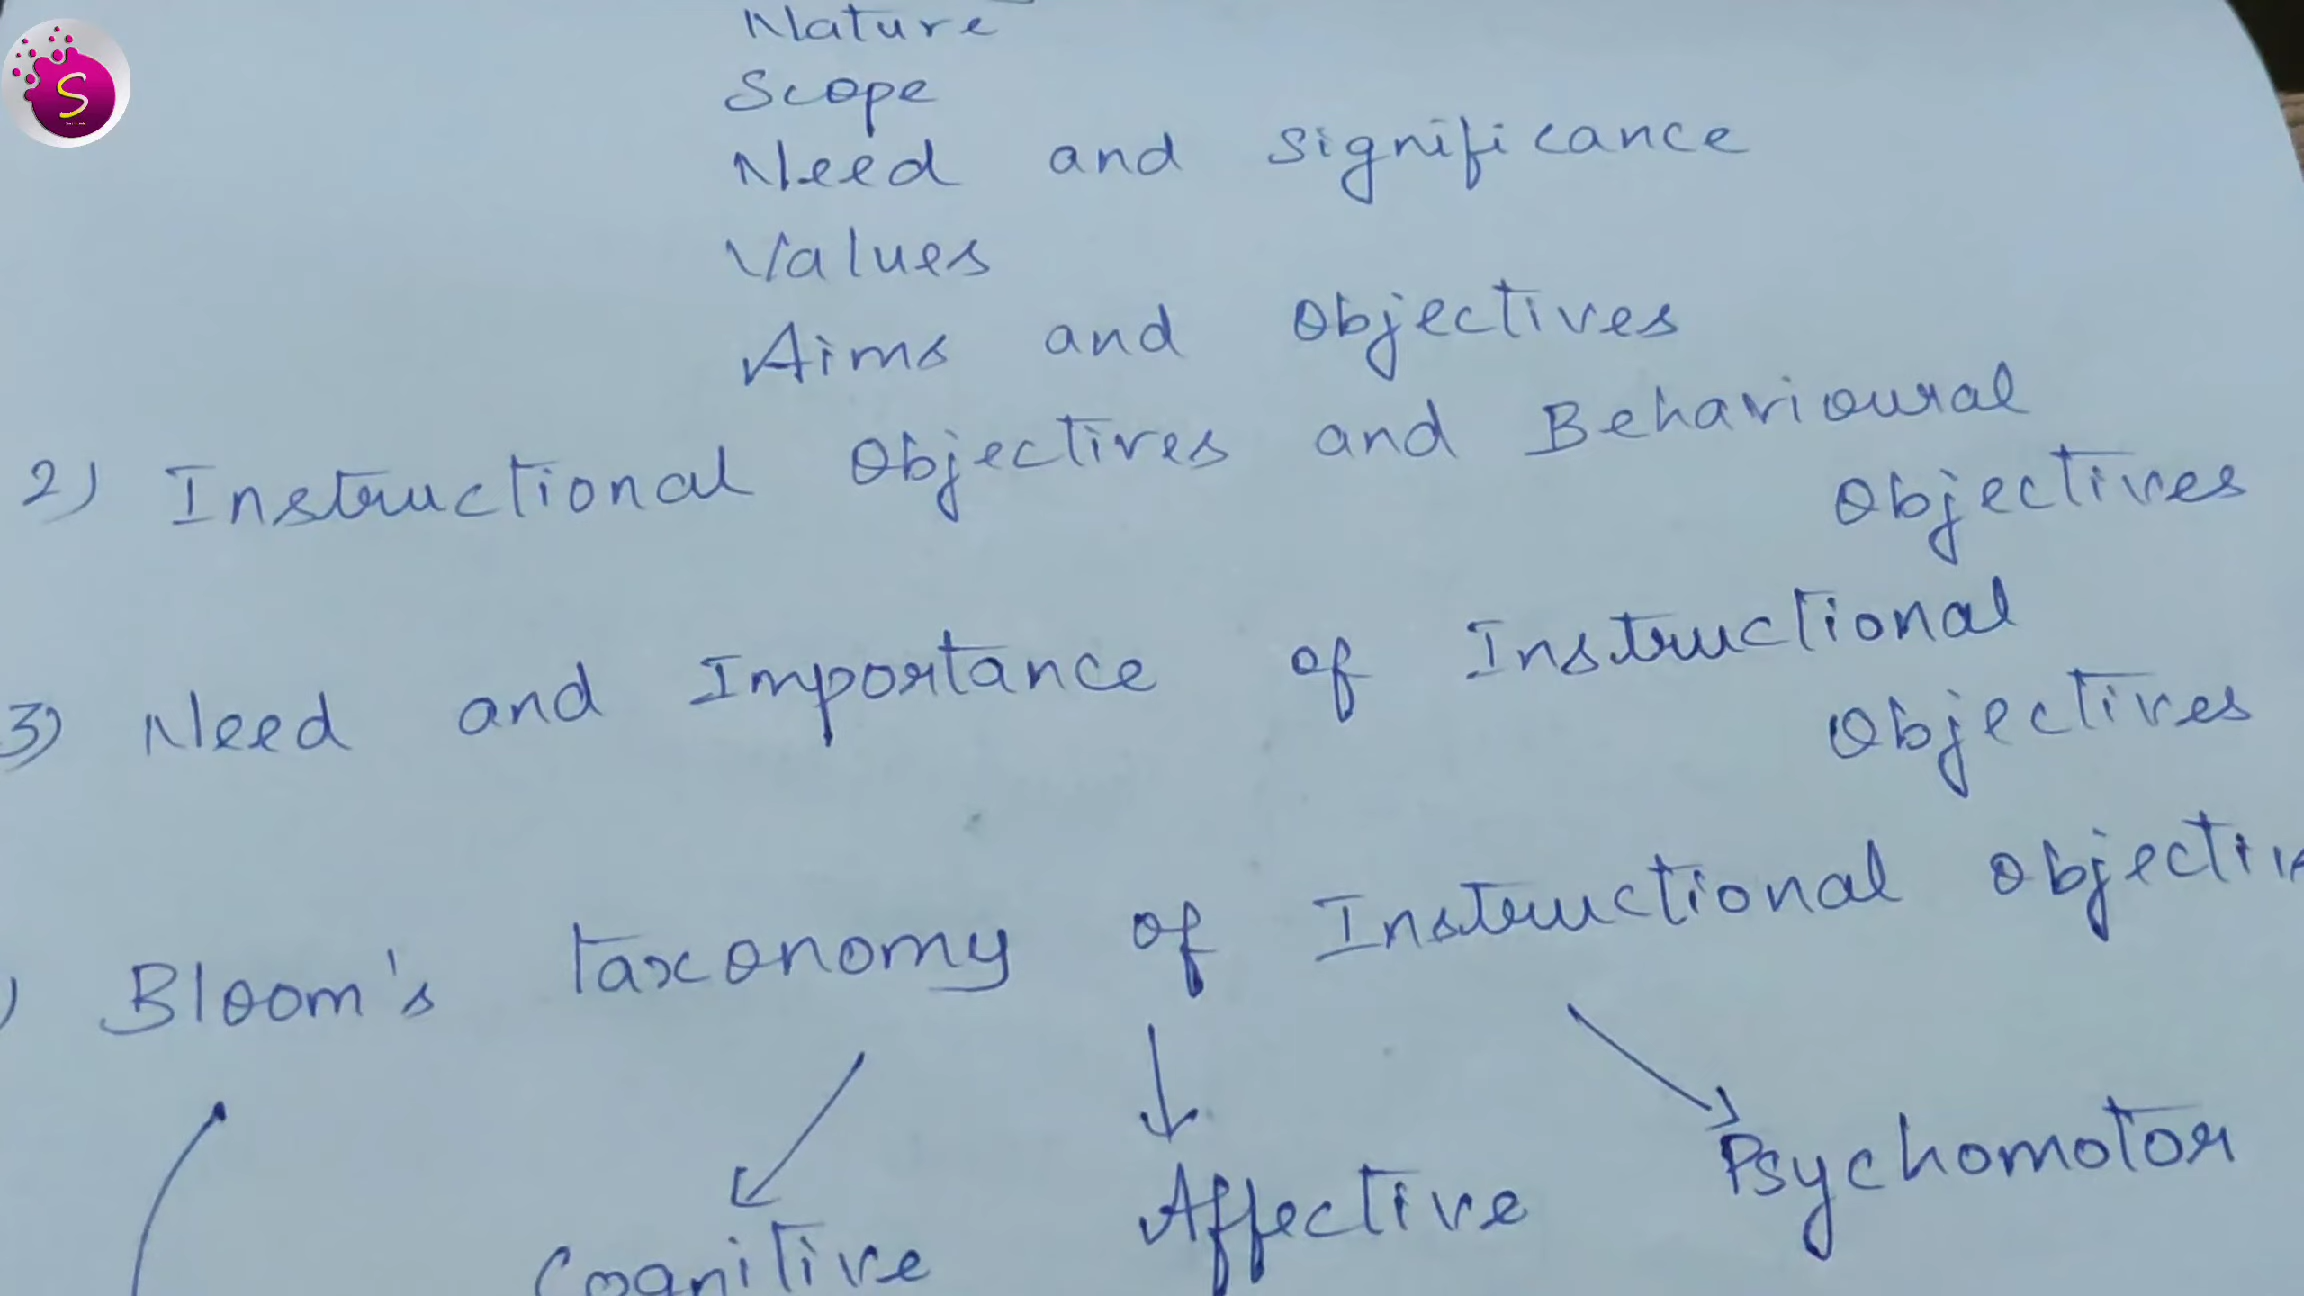 Nature
Scope
Need and significance
Values
Aims and Objectives
2) Instructional Objectives and Behavioural
Objectives
3) Need and Importance of Instructional
Objectives
) Bloom's taxonomy of Instructional Objectiv
Cognitive
Affective
Psychomotor
S